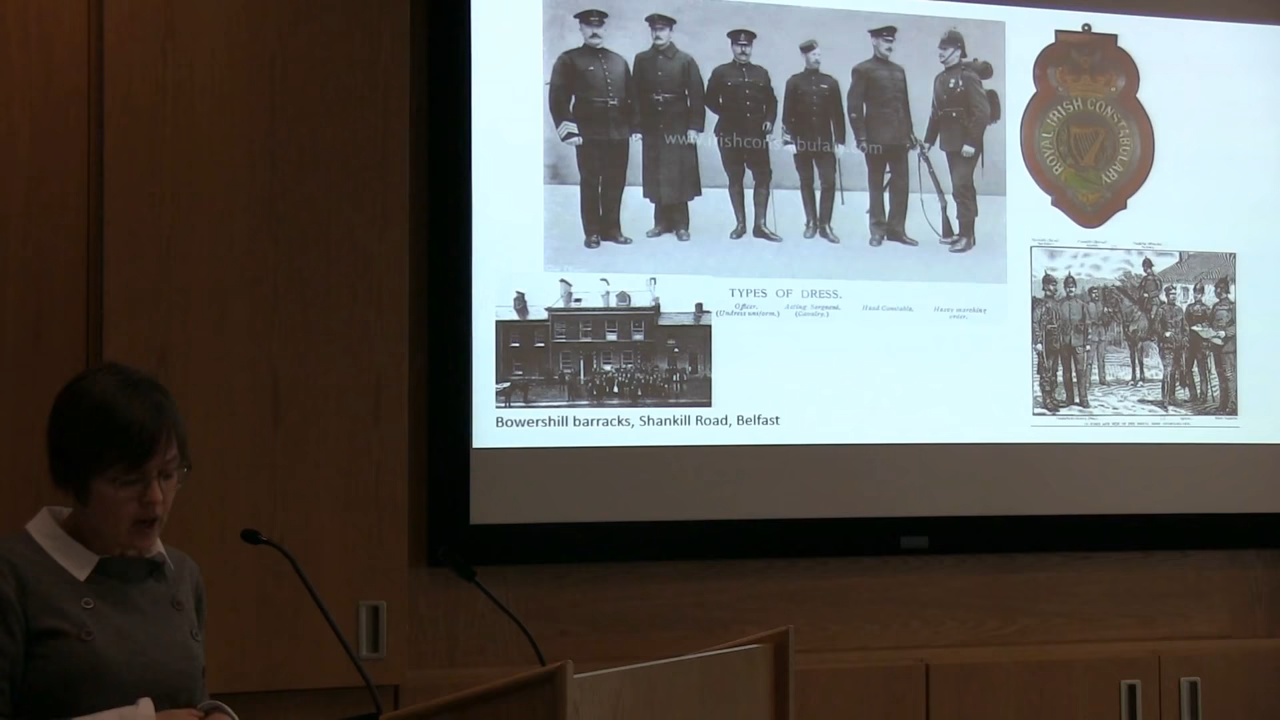 www.irishconstabulary.com
ROYAL IRISH CONSTABULARY
TYPES OF DRESS.
Officer. Acting Sergeant, Head Constable, Heavy marching
(Undress uniform.) (Cavalry.) order.
Bowershill barracks, Shankill Road, Belfast